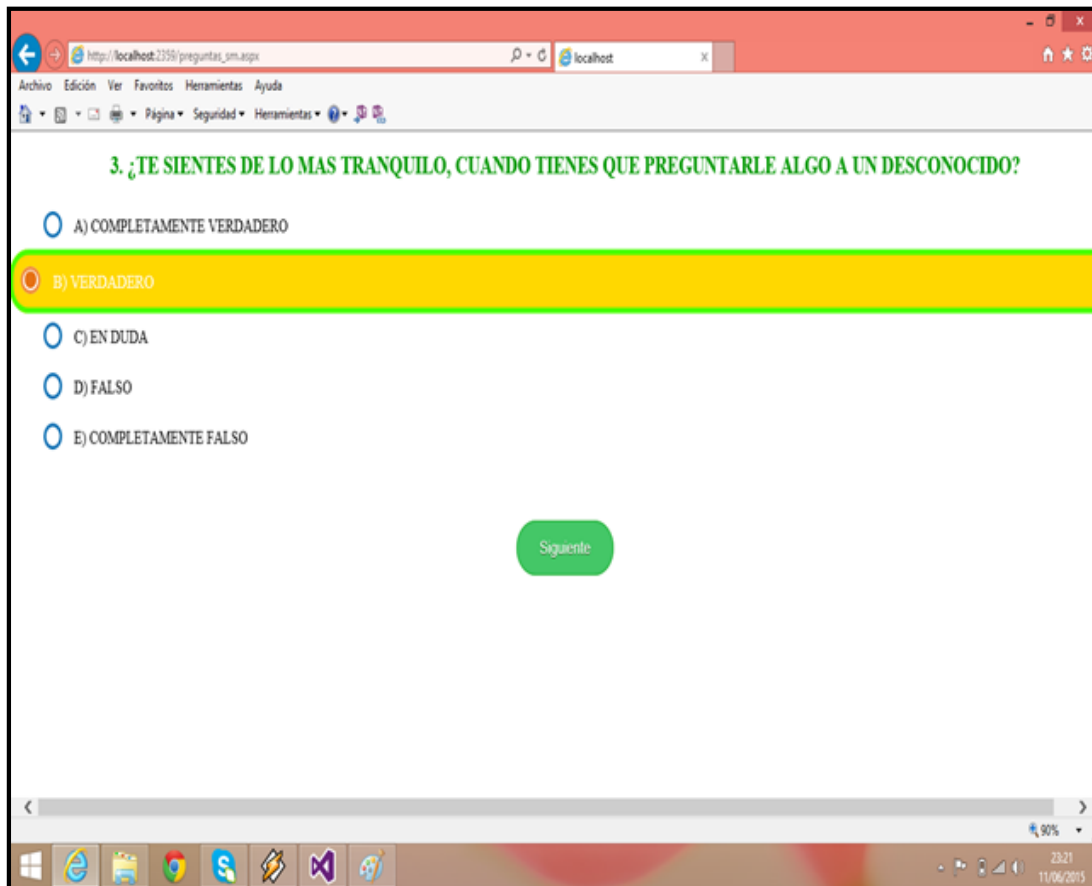 http://localhost:2359/preguntas_sm.aspx
localhost
Archivo Edición Ver Favoritos Herramientas Ayuda
Página Seguridad Herramientas
3. ¿TE SIENTES DE LO MAS TRANQUILO, CUANDO TIENES QUE PREGUNTARLE ALGO A UN DESCONOCIDO?
A) COMPLETAMENTE VERDADERO
B) VERDADERO
C) EN DUDA
D) FALSO
E) COMPLETAMENTE FALSO
Siguiente
90%
23:21
11/06/2015